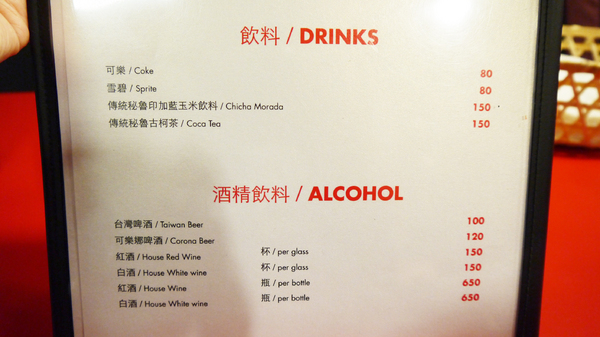 飲料 / DRINKS
可樂 / Coke 80
雪碧 / Sprite 80
傳統秘魯印加藍玉米飲料 / Chicha Morada 150
傳統秘魯古柯茶 / Coca Tea 150
酒精飲料 / ALCOHOL
台灣啤酒 / Taiwan Beer 100
可樂娜啤酒 / Corona Beer 120
紅酒 / House Red Wine 杯 / per glass 150
白酒 / House White wine 杯 / per glass 150
紅酒 / House Wine 瓶 / per bottle 650
白酒 / House White wine 瓶 / per bottle 650